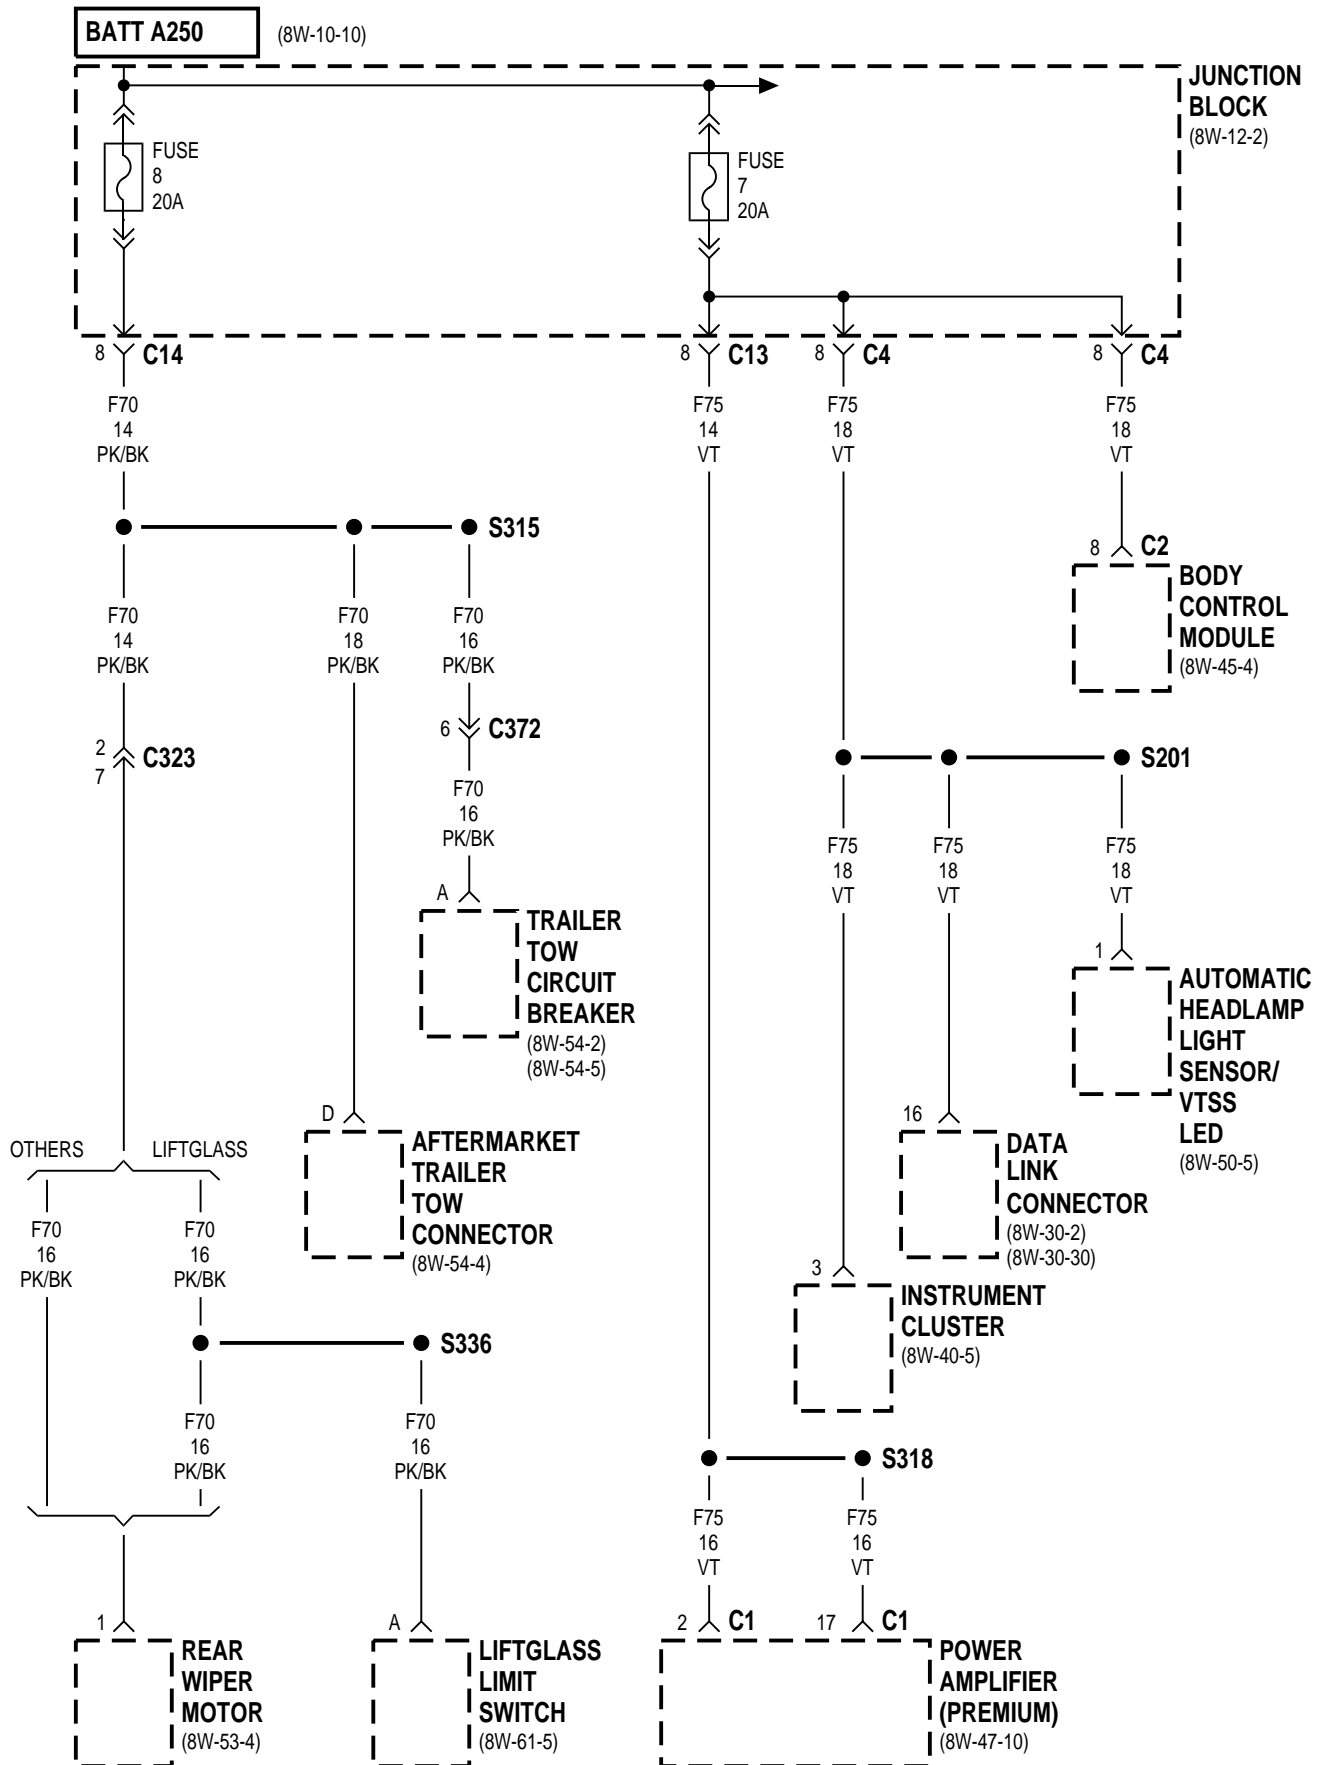 BATT A250
(8W-10-10)
JUNCTION
BLOCK
(8W-12-2)
FUSE
8
20A
FUSE
7
20A
8 C14
8 C13
8 C4
8 C4
F70
14
PK/BK
F75
14
VT
F75
18
VT
F75
18
VT
S315
8 C2
BODY
CONTROL
MODULE
(8W-45-4)
F70
14
PK/BK
F70
18
PK/BK
F70
16
PK/BK
6 C372
2
7
C323
S201
F70
16
PK/BK
F75
18
VT
F75
18
VT
F75
18
VT
A
TRAILER
TOW
CIRCUIT
BREAKER
(8W-54-2)
(8W-54-5)
1
AUTOMATIC
HEADLAMP
LIGHT
SENSOR/
VTSS
LED
(8W-50-5)
D
AFTERMARKET
TRAILER
TOW
CONNECTOR
(8W-54-4)
16
DATA
LINK
CONNECTOR
(8W-30-2)
(8W-30-30)
OTHERS
LIFTGLASS
F70
16
PK/BK
F70
16
PK/BK
3
INSTRUMENT
CLUSTER
(8W-40-5)
S336
F70
16
PK/BK
F70
16
PK/BK
S318
F75
16
VT
F75
16
VT
1
REAR
WIPER
MOTOR
(8W-53-4)
A
LIFTGLASS
LIMIT
SWITCH
(8W-61-5)
2 C1
17 C1
POWER
AMPLIFIER
(PREMIUM)
(8W-47-10)